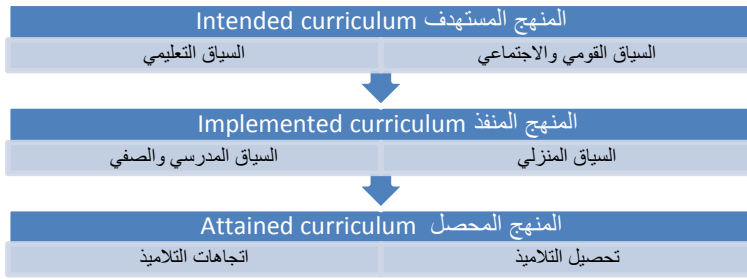 المنهج المستهدف Intended curriculum
السياق القومي والاجتماعي
السياق التعليمي
المنهج المنفذ Implemented curriculum
السياق المنزلي
السياق المدرسي والصفي
المنهج المحصل Attained curriculum
تحصيل التلاميذ
اتجاهات التلاميذ